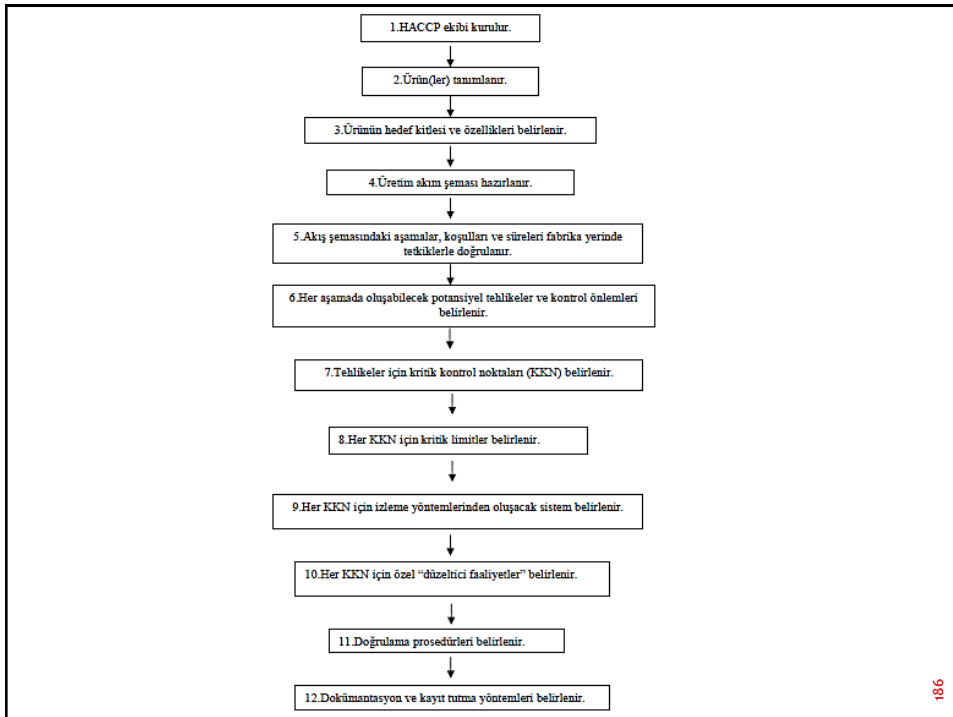 1.HACCP ekibi kurulur.
2.Ürün(ler) tanımlanır.
3.Ürünün hedef kitlesi ve özellikleri belirlenir.
4.Üretim akım şeması hazırlanır.
5.Akış şemasındaki aşamalar, koşulları ve süreleri fabrika yerinde
tetkiklerle doğrulanır.
6.Her aşamada oluşabilecek potansiyel tehlikeler ve kontrol önlemleri
belirlenir.
7.Tehlikeler için kritik kontrol noktaları (KKN) belirlenir.
8.Her KKN için kritik limitler belirlenir.
9.Her KKN için izleme yöntemlerinden oluşacak sistem belirlenir.
10.Her KKN için özel “düzeltici faaliyetler” belirlenir.
11.Doğrulama prosedürleri belirlenir.
12.Dokümantasyon ve kayıt tutma yöntemleri belirlenir.
186